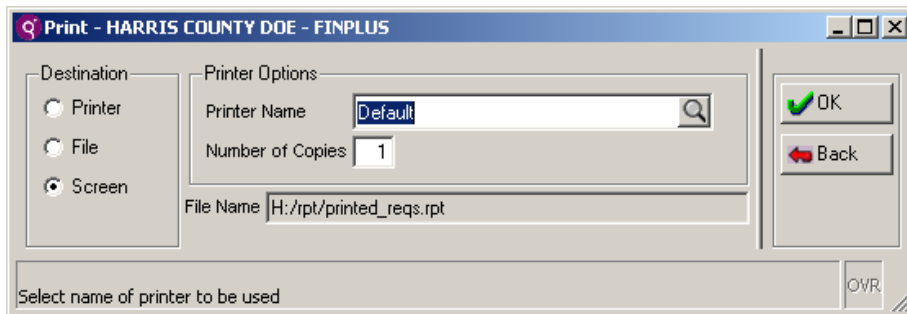 Print - HARRIS COUNTY DOE - FINPLUS
Destination
Printer
File
Screen
Printer Options
Printer Name Default
Number of Copies 1
File Name H:/rpt/printed_reqs.rpt
OK
Back
Select name of printer to be used
OVR